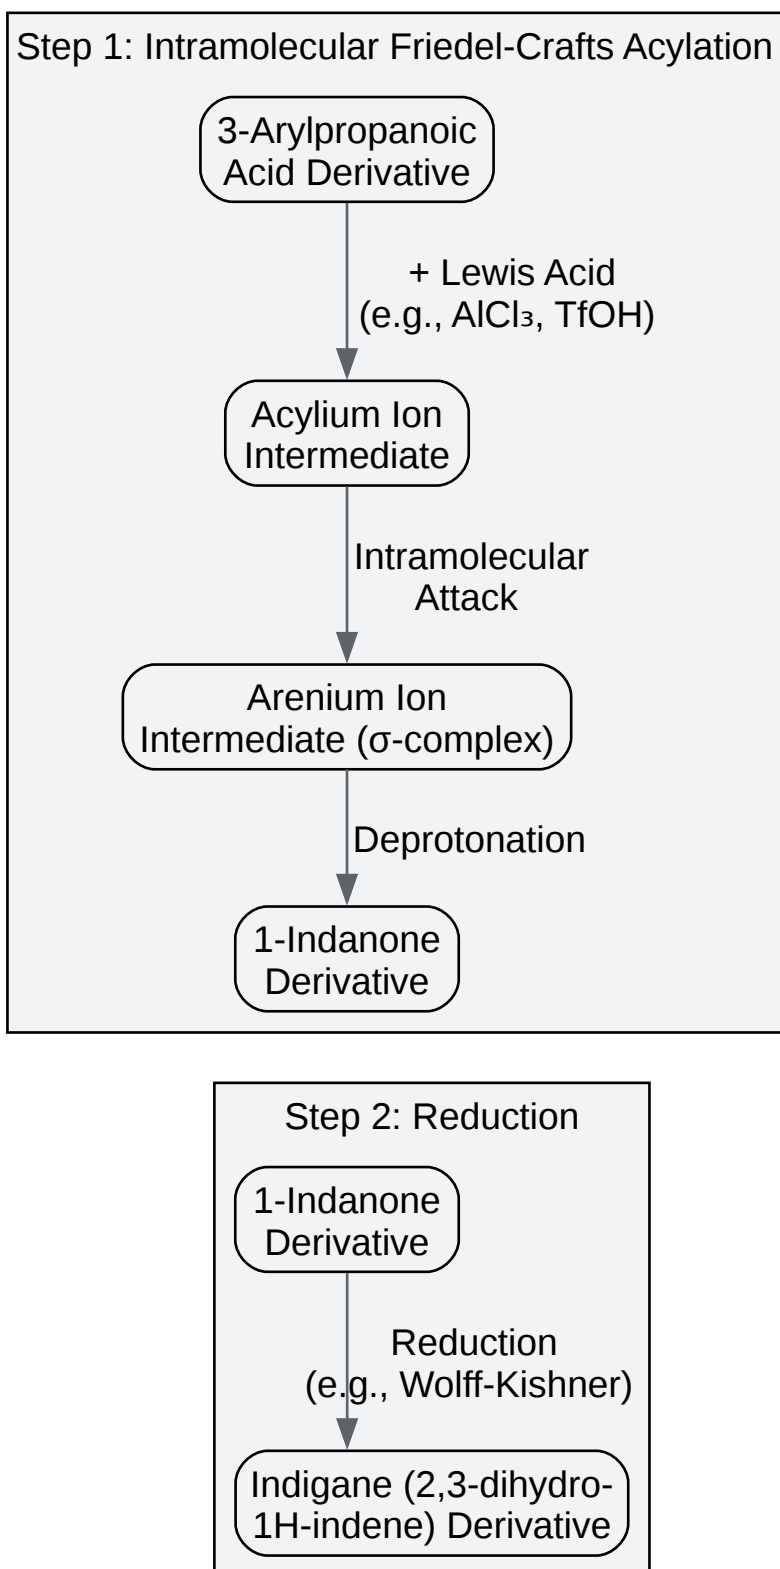 Step 1: Intramolecular Friedel-Crafts Acylation
3-Arylpropanoic
Acid Derivative
+ Lewis Acid
(e.g., AlCl₃, TfOH)
Acylium Ion
Intermediate
Intramolecular
Attack
Arenium Ion
Intermediate (σ-complex)
Deprotonation
1-Indanone
Derivative
Step 2: Reduction
1-Indanone
Derivative
Reduction
(e.g., Wolff-Kishner)
Indigane (2,3-dihydro-
1H-indene) Derivative